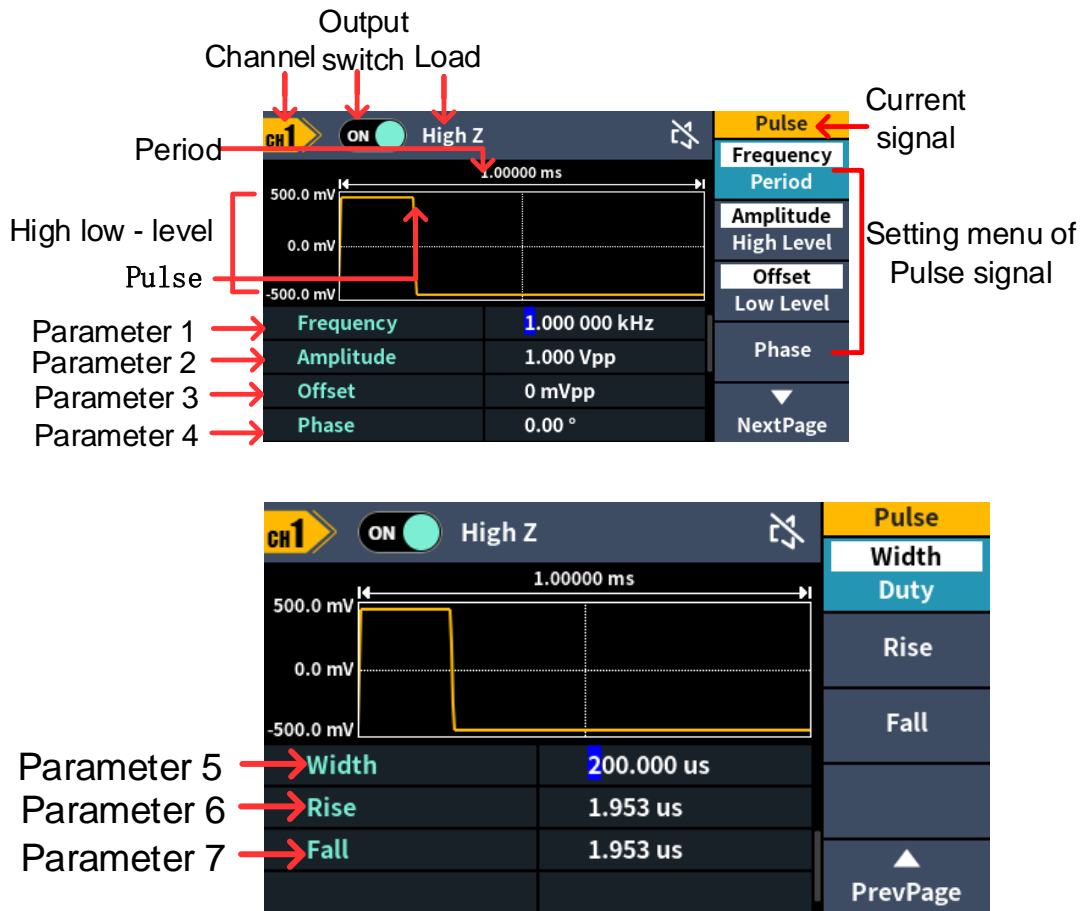 Output
Channel switch Load
Current
signal
CH1 ON High Z Pulse
Period
1.00000 ms
Frequency
Period
500.0 mV
High low - level
0.0 mV
Amplitude
High Level
Setting menu of
Pulse signal
Pulse
-500.0 mV
Offset
Low Level
Parameter 1 Frequency 1.000 000 kHz
Parameter 2 Amplitude 1.000 Vpp
Phase
Parameter 3 Offset 0 mVpp
Parameter 4 Phase 0.00 °
NextPage
CH1 ON High Z Pulse
Width
Duty
1.00000 ms
500.0 mV
0.0 mV
-500.0 mV
Rise
Fall
Parameter 5 Width 200.000 us
Parameter 6 Rise 1.953 us
Parameter 7 Fall 1.953 us
PrevPage